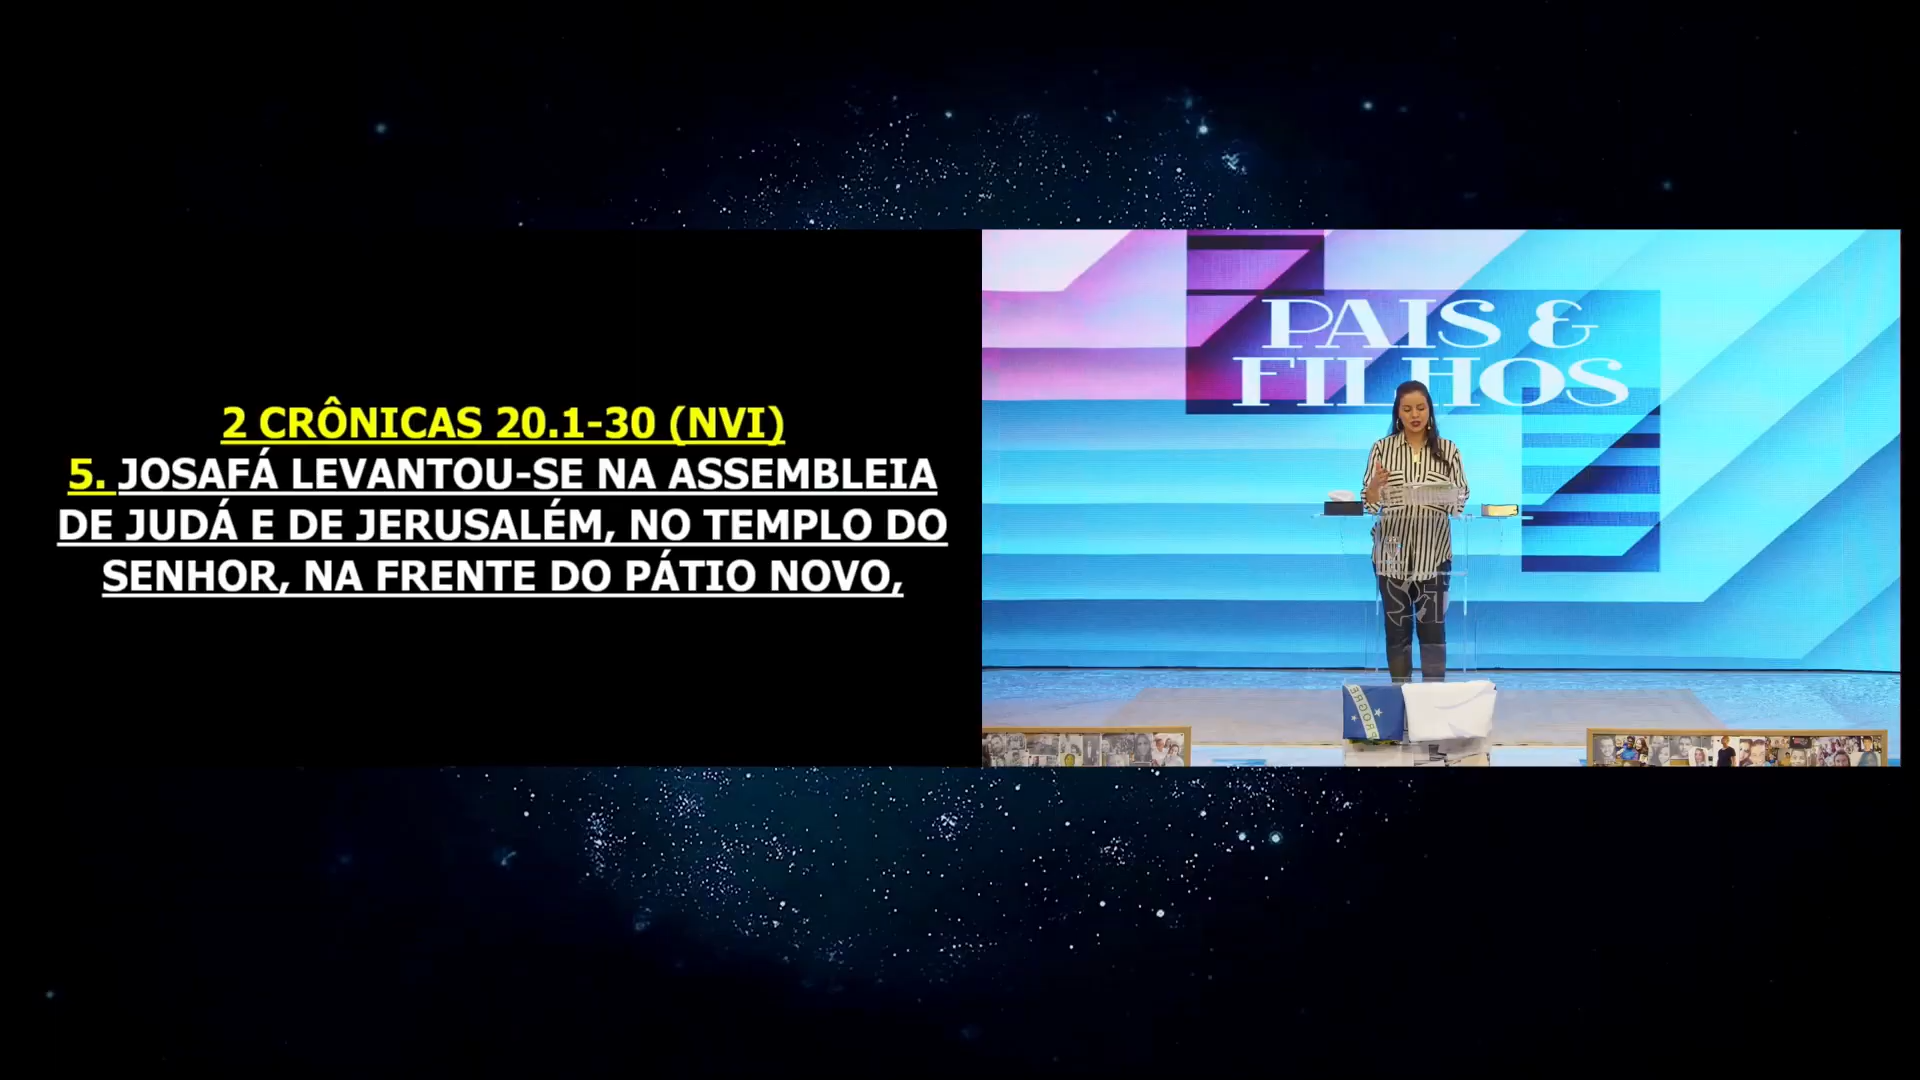 2 CRÔNICAS 20.1-30 (NVI)
5. JOSAFÁ LEVANTOU-SE NA ASSEMBLEIA
DE JUDÁ E DE JERUSALÉM, NO TEMPLO DO
SENHOR, NA FRENTE DO PÁTIO NOVO,
PAIS &
FILHOS
PROGRE